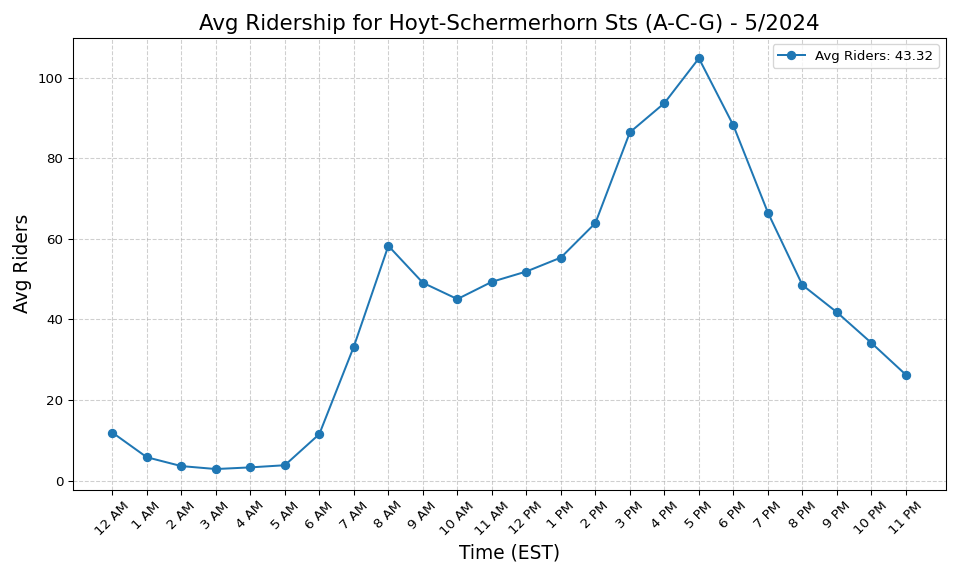 Avg Ridership for Hoyt-Schermerhorn Sts (A-C-G) - 5/2024
Avg Riders: 43.32
Avg Riders
100
80
60
40
20
0
12 AM
1 AM
2 AM
3 AM
4 AM
5 AM
6 AM
7 AM
8 AM
9 AM
10 AM
11 AM
12 PM
1 PM
2 PM
3 PM
4 PM
5 PM
6 PM
7 PM
8 PM
9 PM
10 PM
11 PM
Time (EST)